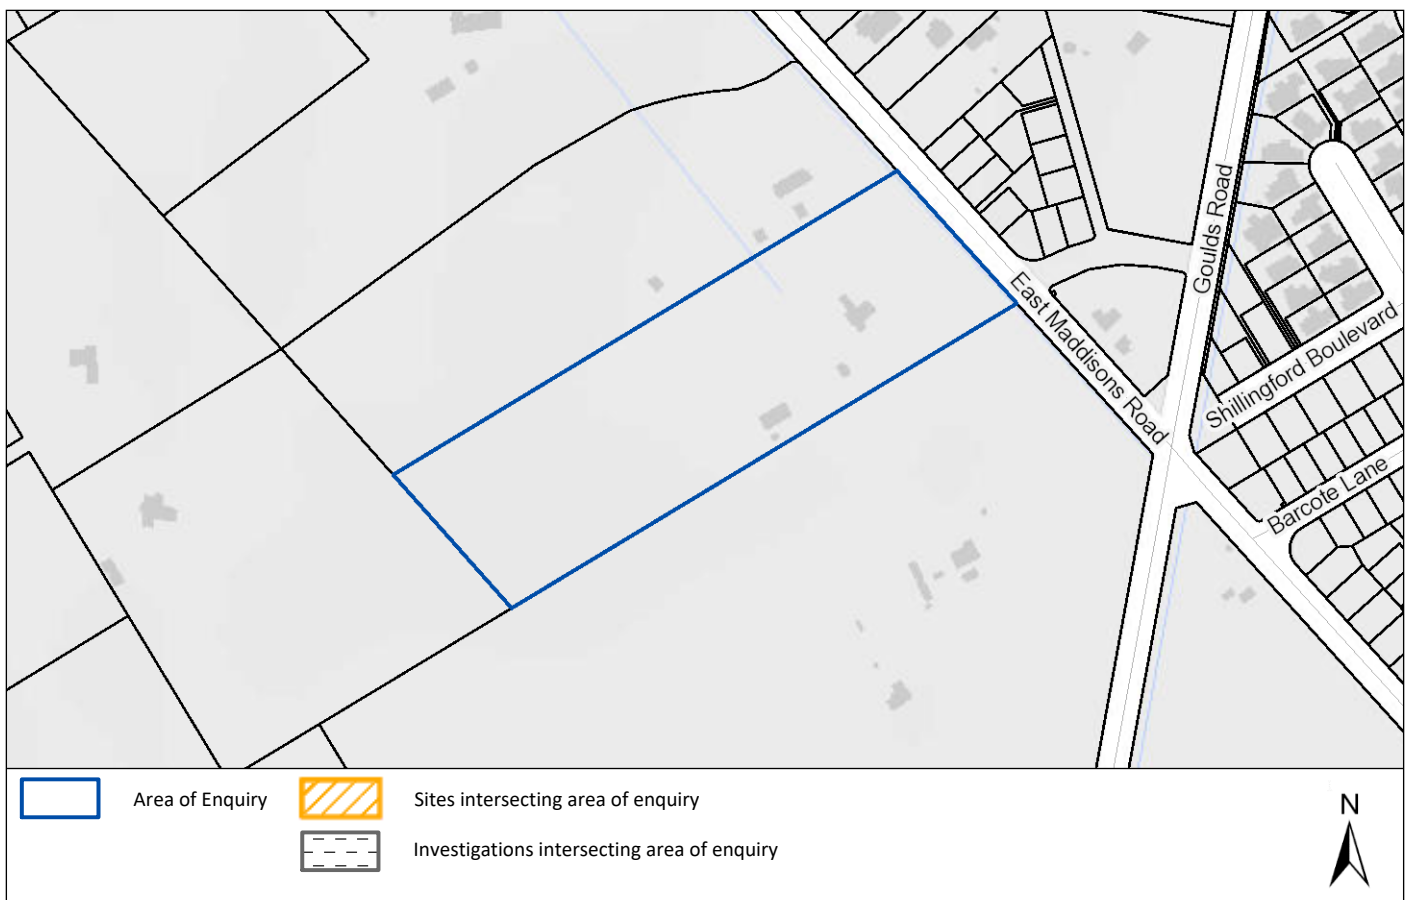 Goulds Road
East Maddisons Road
Shillingford Boulevard
Barcote Lane
Area of Enquiry
Sites intersecting area of enquiry
Investigations intersecting area of enquiry
N